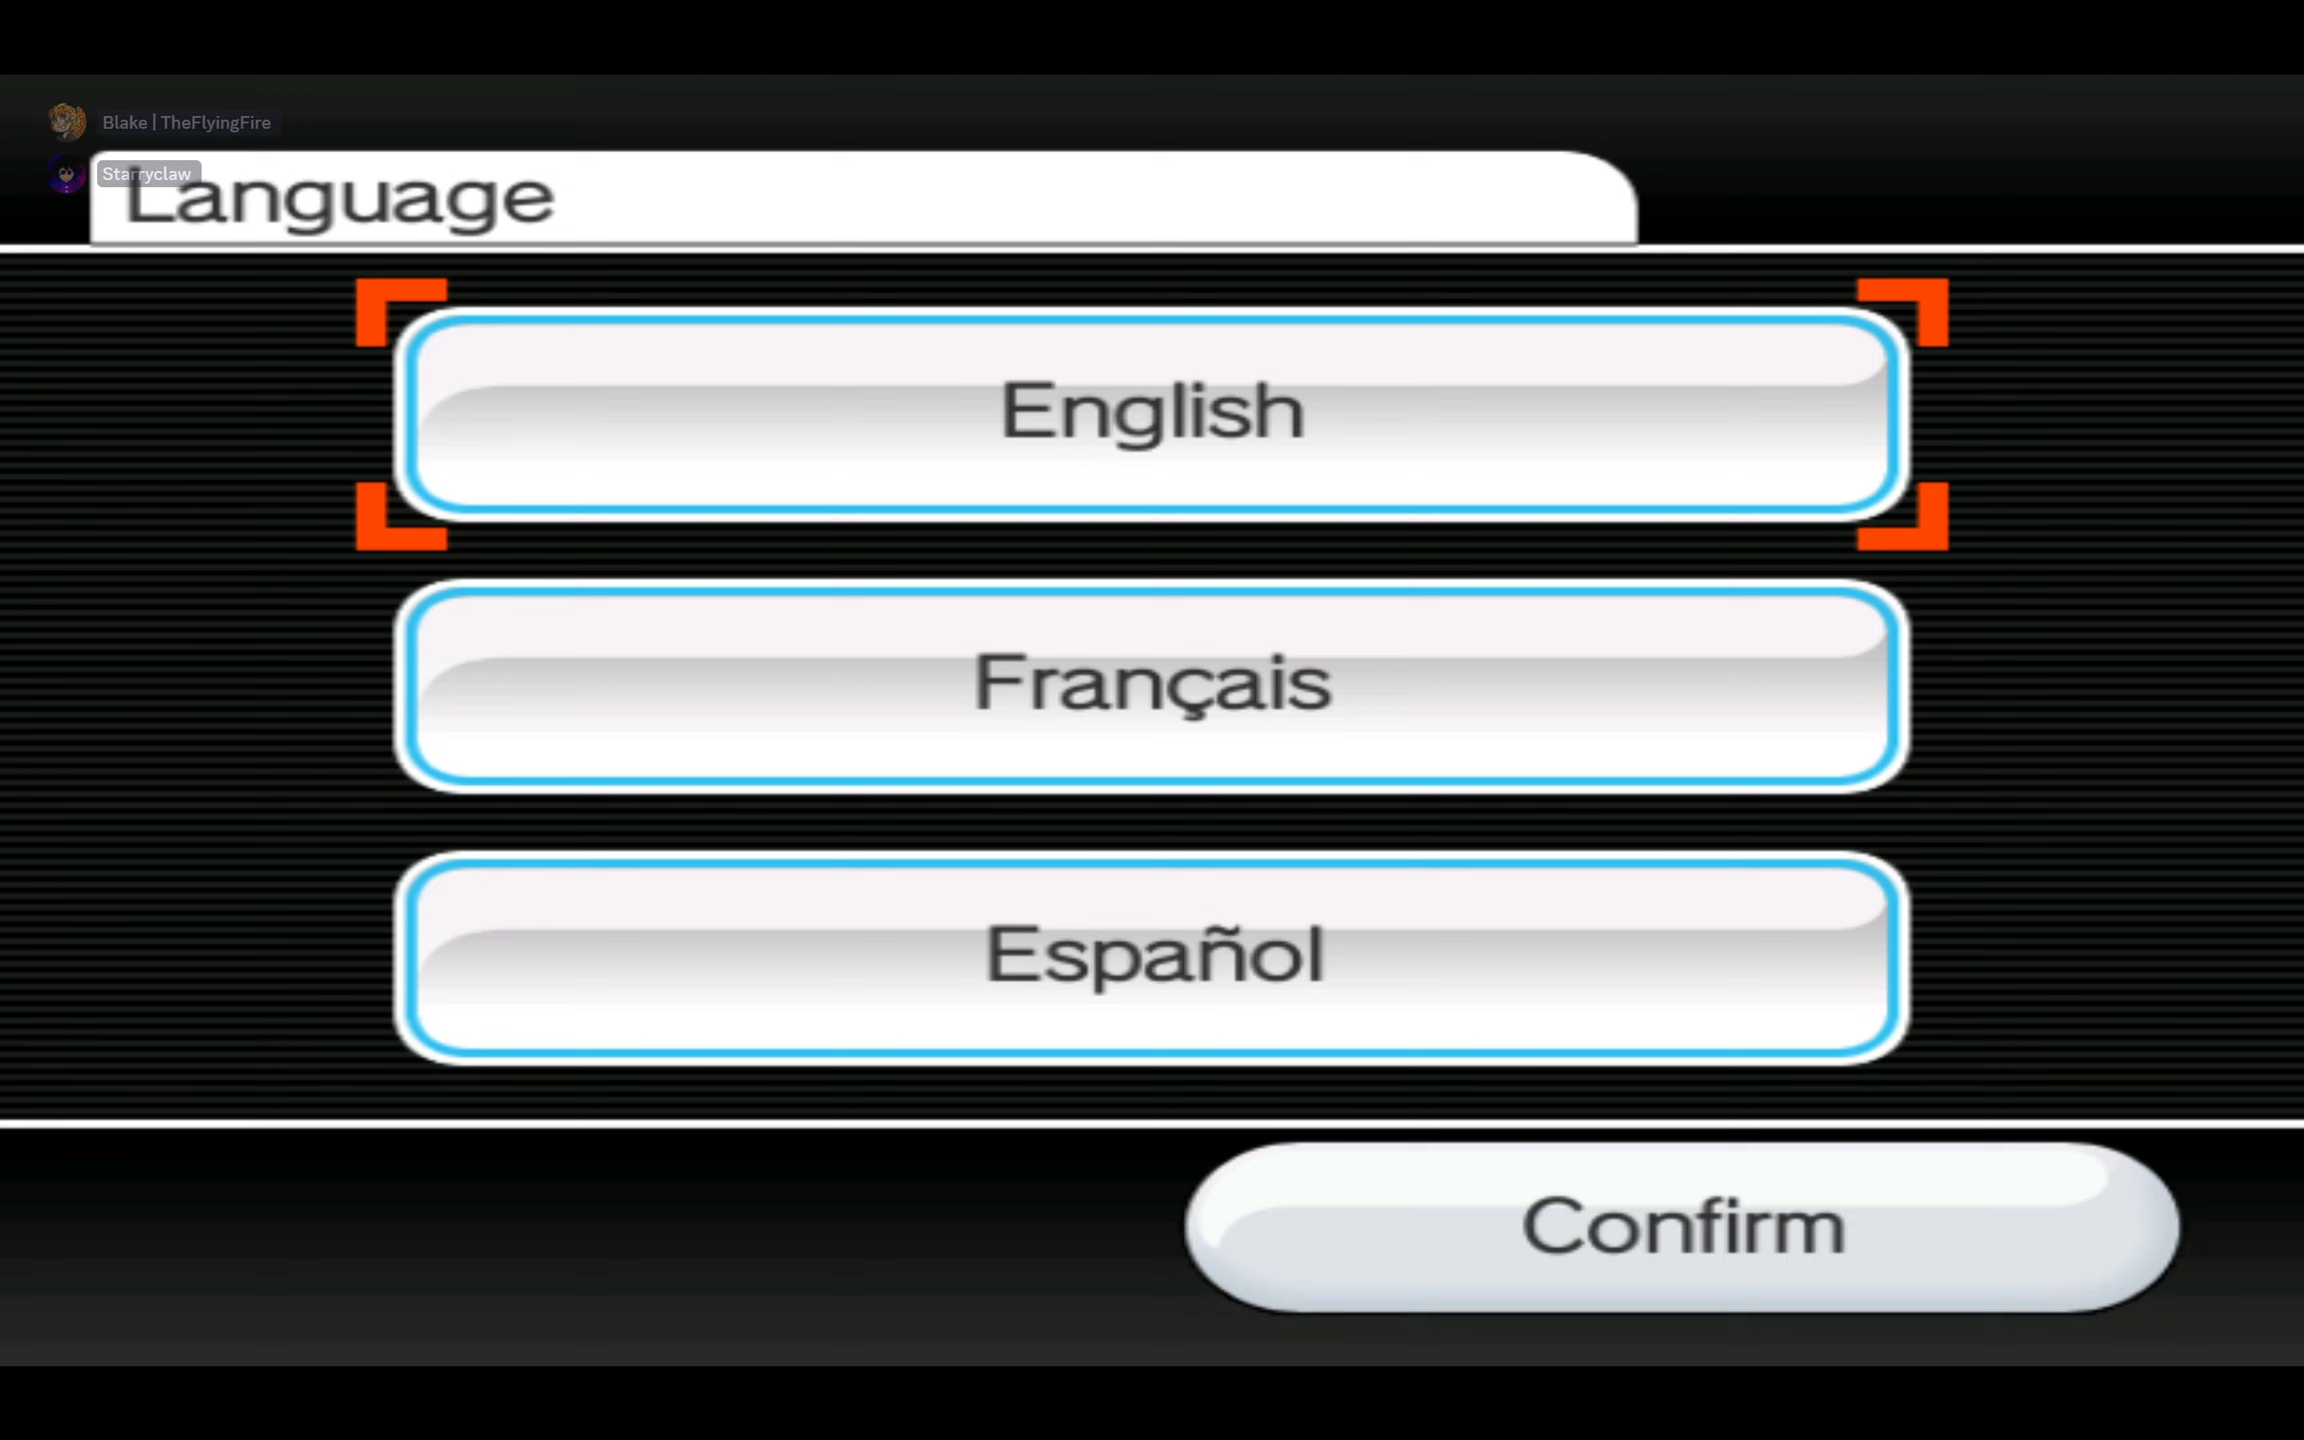 Blake | TheFlyingFire
Starryclaw
Language
English
Français
Español
Confirm